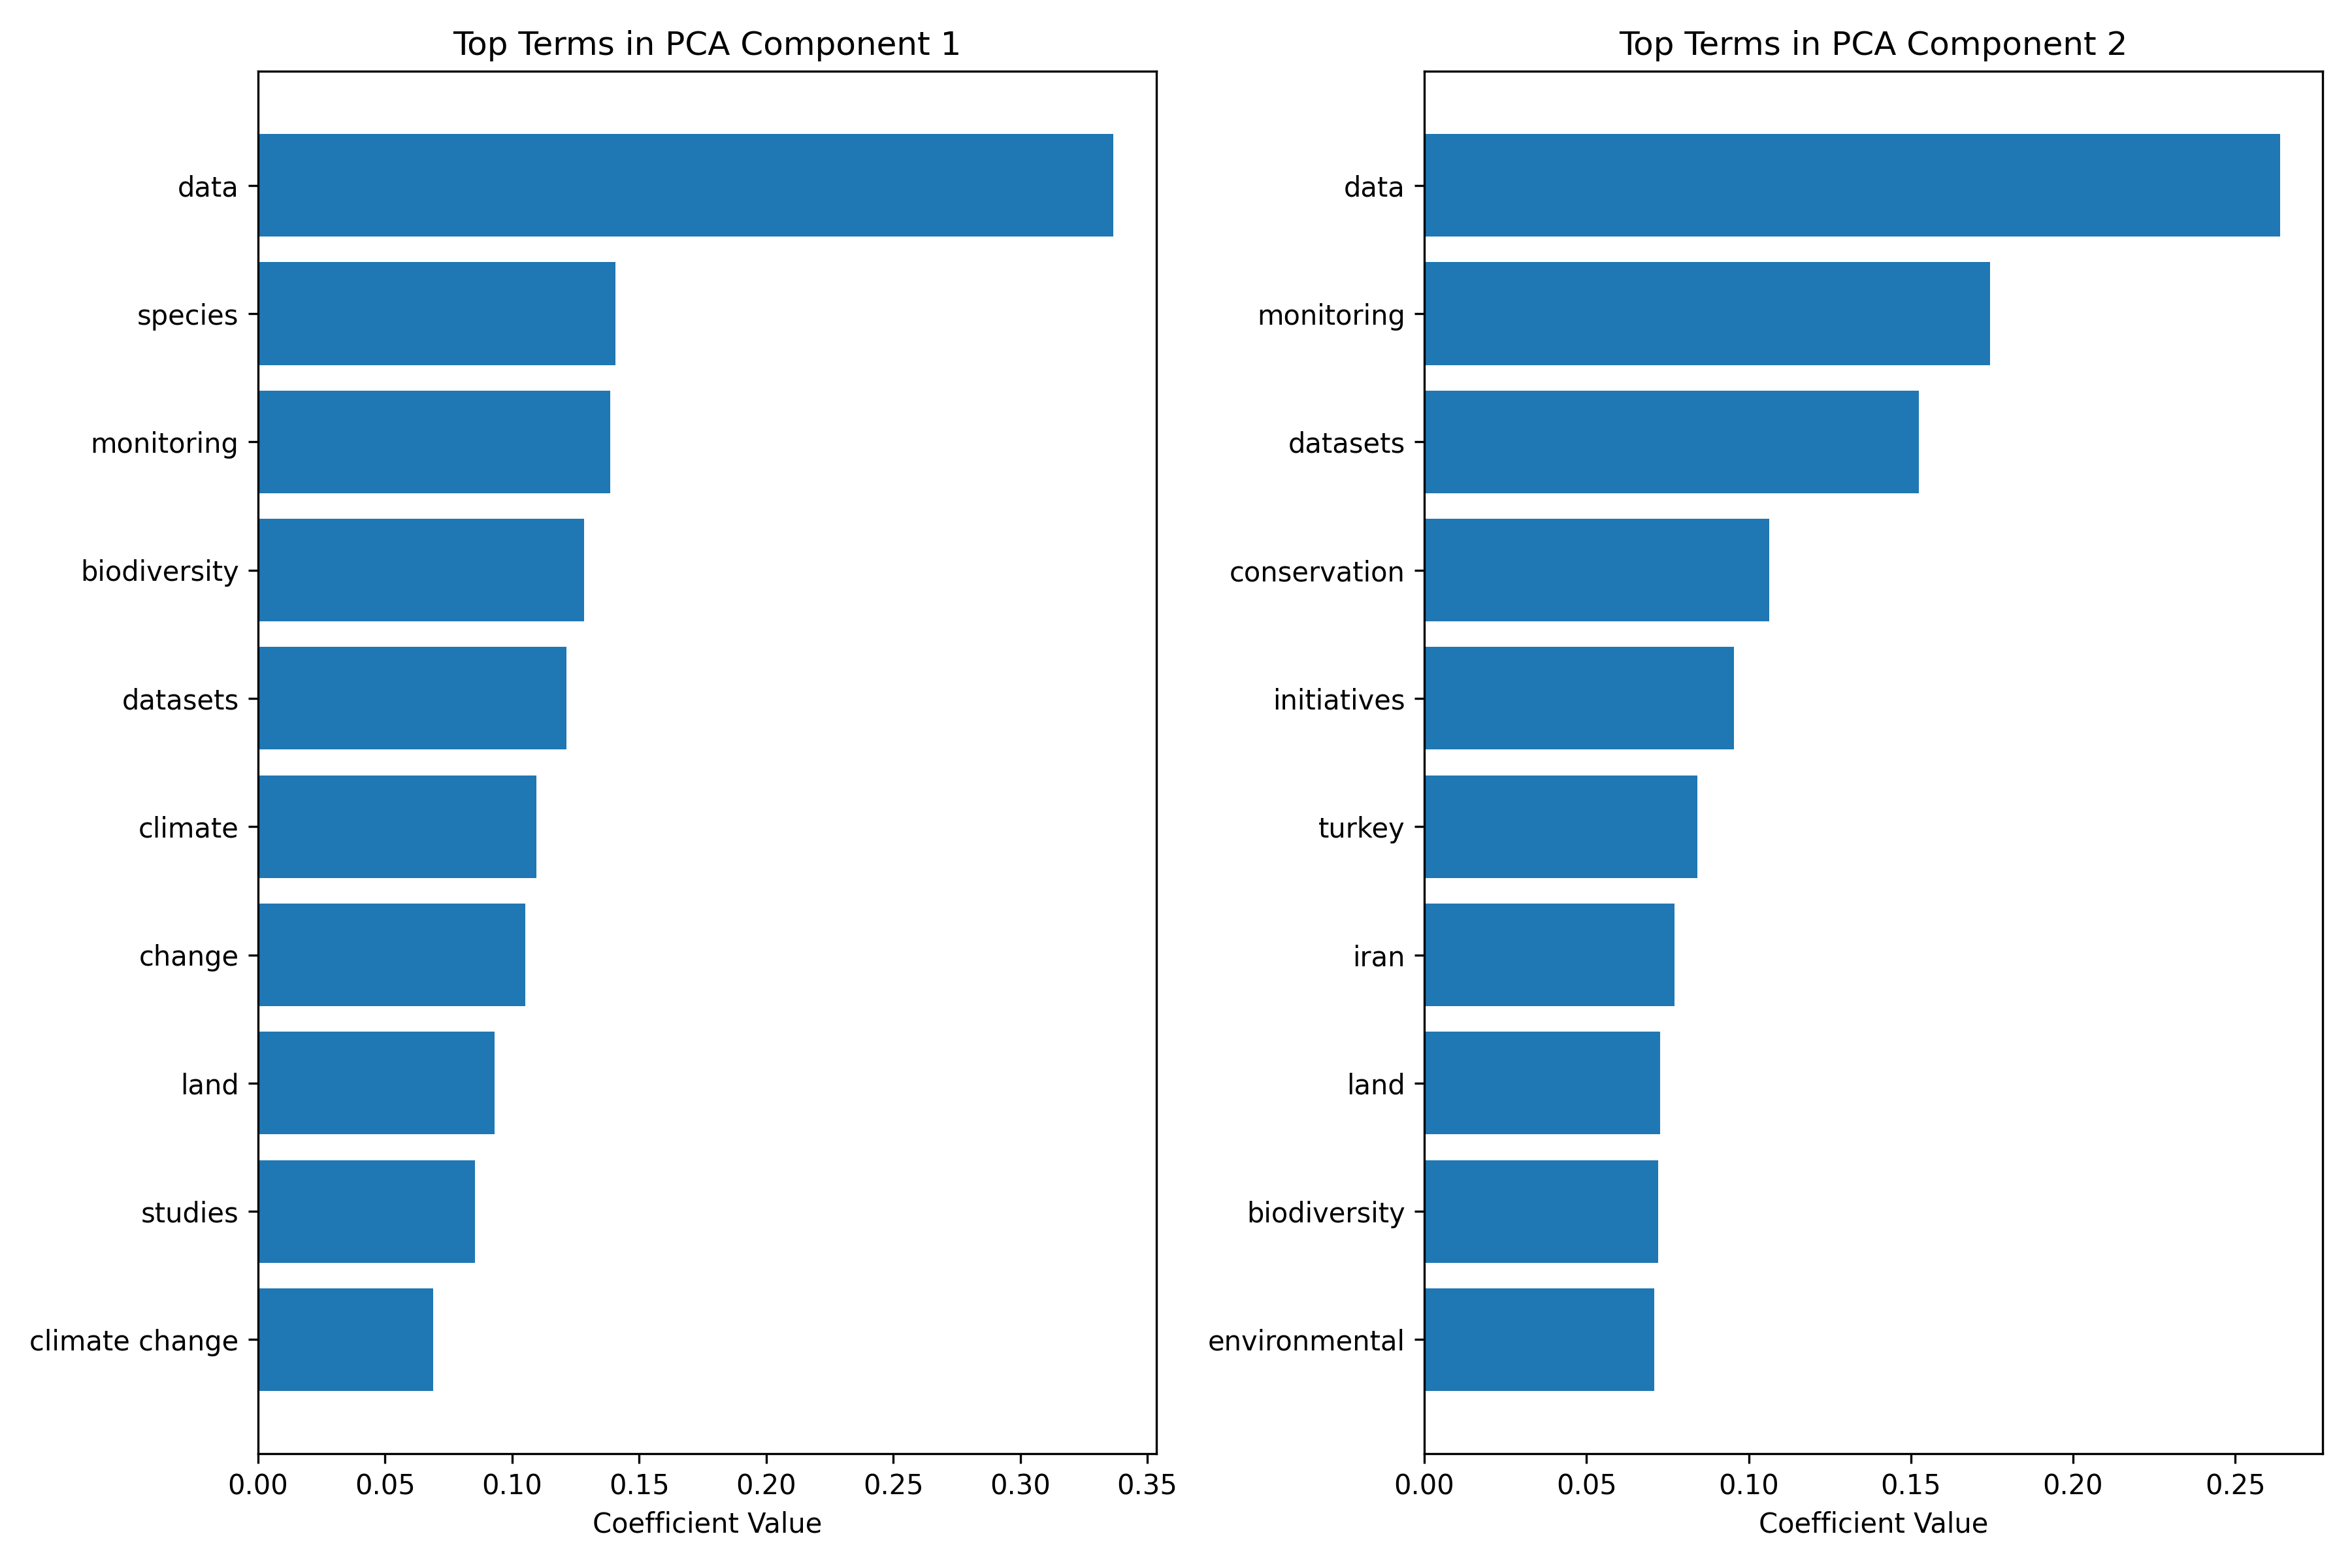 Top Terms in PCA Component 1
data
species
monitoring
biodiversity
datasets
climate
change
land
studies
climate change
0.00 0.05 0.10 0.15 0.20 0.25 0.30 0.35
Coefficient Value
Top Terms in PCA Component 2
data
monitoring
datasets
conservation
initiatives
turkey
iran
land
biodiversity
environmental
0.00 0.05 0.10 0.15 0.20 0.25
Coefficient Value